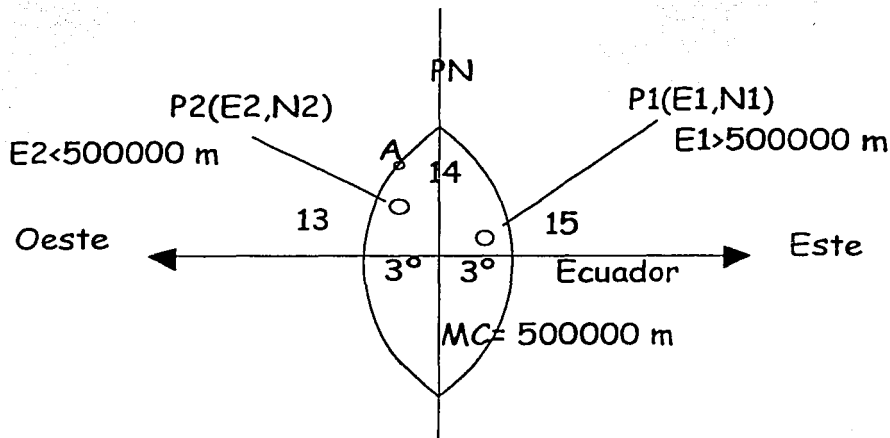 PN
P2(E2,N2)
E2<500000 m
P1(E1,N1)
E1>500000 m
A
14
13
15
Oeste
Este
3° 3°
Ecuador
MC= 500000 m